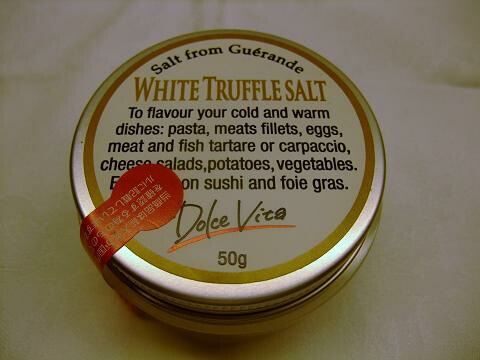 Salt from Guérande
WHITE TRUFFLE SALT
To flavour your cold and warm
dishes: pasta, meats fillets, eggs,
meat and fish tartare or carpaccio,
cheese salads, potatoes, vegetables.
on sushi and foie gras.
Dolce Vita
50g